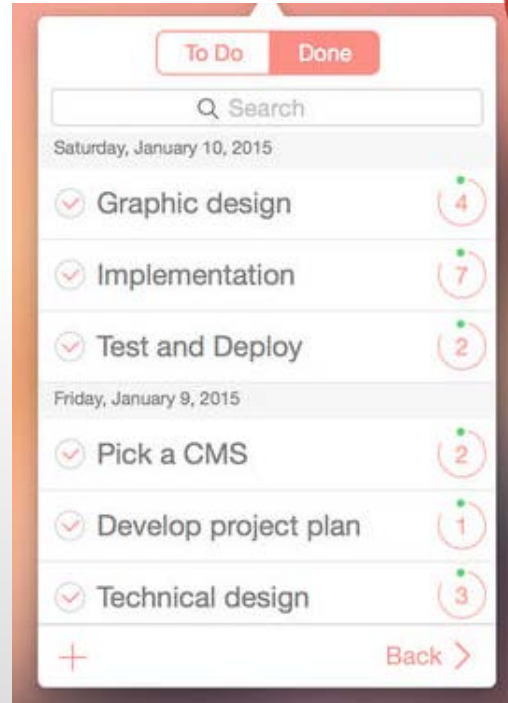 To Do Done
Search
Saturday, January 10, 2015
Graphic design 4
Implementation 7
Test and Deploy 2
Friday, January 9, 2015
Pick a CMS 2
Develop project plan 1
Technical design 3
+ Back >